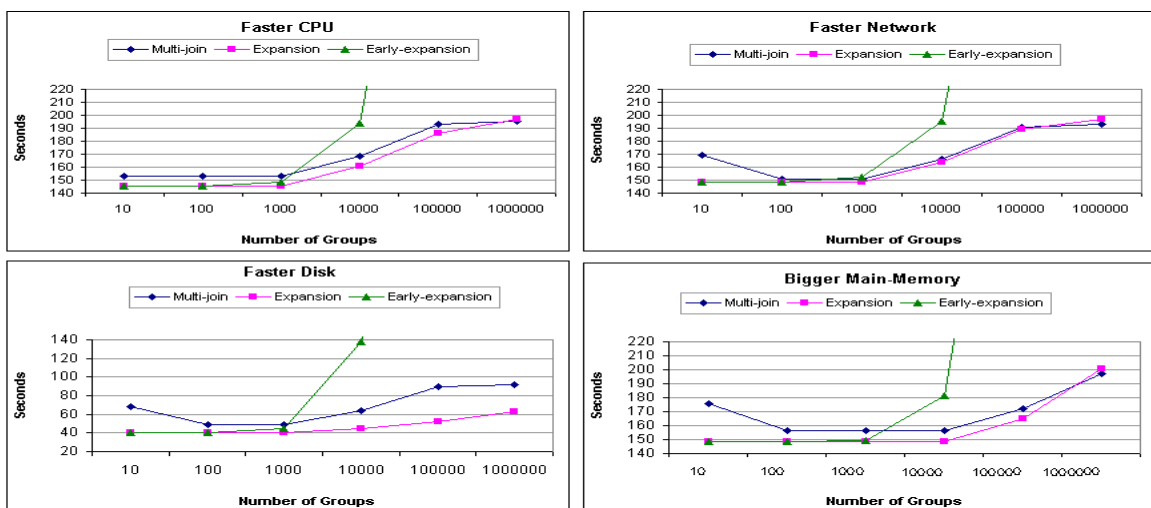 Faster CPU
Multi-join Expansion Early-expansion
220
210
200
190
180
170
160
150
140
Seconds
10 100 1000 10000 100000 1000000
Number of Groups
Faster Network
Multi-join Expansion Early-expansion
220
210
200
190
180
170
160
150
140
Seconds
10 100 1000 10000 100000 1000000
Number of Groups
Faster Disk
Multi-join Expansion Early-expansion
140
120
100
80
60
40
20
Seconds
10 100 1000 10000 100000 1000000
Number of Groups
Bigger Main-Memory
Multi-join Expansion Early-expansion
220
210
200
190
180
170
160
150
140
Seconds
10 100 1000 10000 100000 1000000
Number of Groups